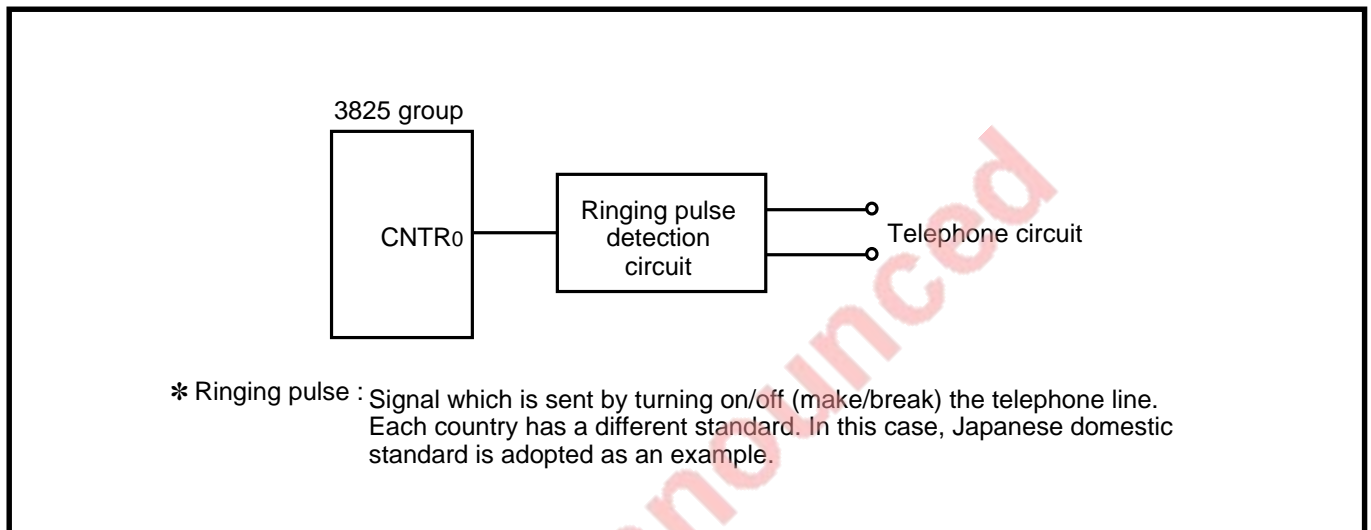 3825 group
CNTR0
Ringing pulse
detection
circuit
Telephone circuit
✽ Ringing pulse : Signal which is sent by turning on/off (make/break) the telephone line.
Each country has a different standard. In this case, Japanese domestic
standard is adopted as an example.
nounced